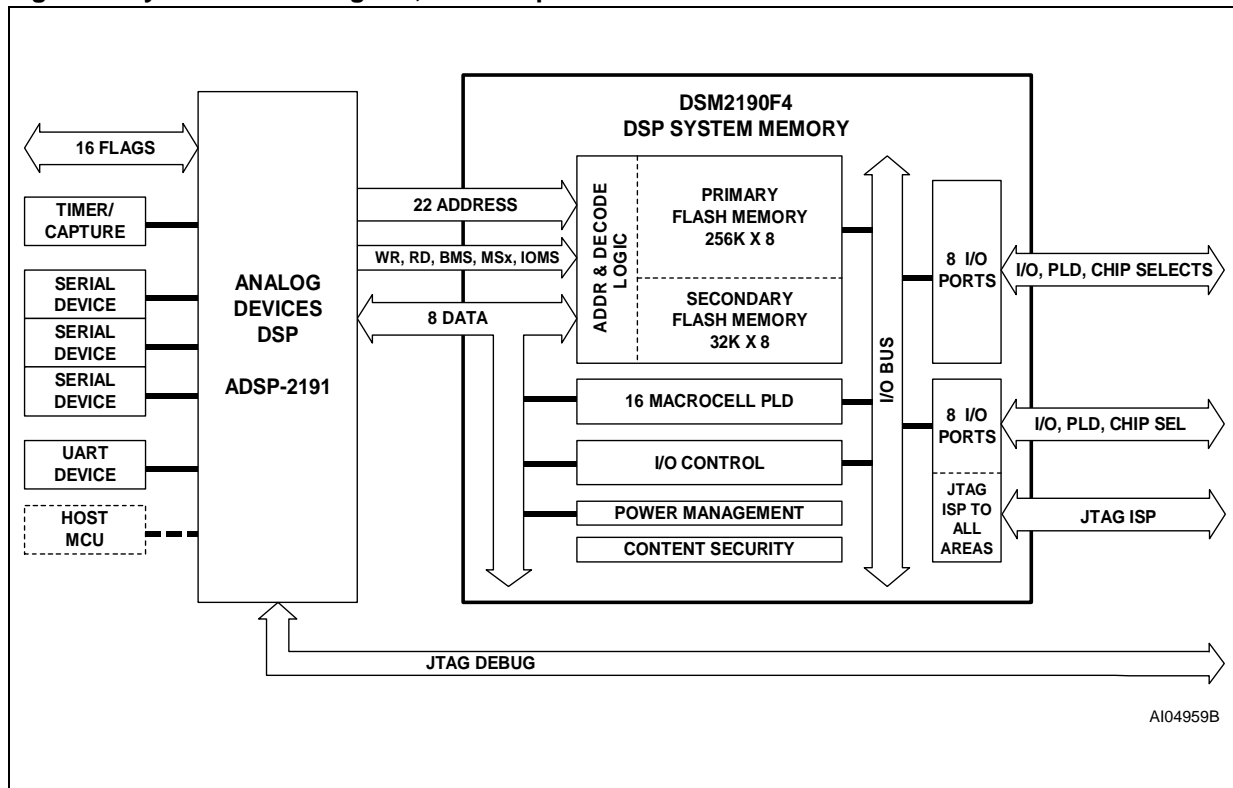 DSM2190F4
DSP SYSTEM MEMORY
16 FLAGS
TIMER/
CAPTURE
SERIAL
DEVICE
SERIAL
DEVICE
SERIAL
DEVICE
UART
DEVICE
HOST
MCU
ANALOG
DEVICES
DSP
ADSP-2191
22 ADDRESS
WR, RD, BMS, MSx, IOMS
8 DATA
ADDR & DECODE
LOGIC
PRIMARY
FLASH MEMORY
256K X 8
SECONDARY
FLASH MEMORY
32K X 8
16 MACROCELL PLD
I/O CONTROL
POWER MANAGEMENT
CONTENT SECURITY
I/O BUS
8 I/O
PORTS
I/O, PLD, CHIP SELECTS
8 I/O
PORTS
I/O, PLD, CHIP SEL
JTAG
ISP TO
ALL
AREAS
JTAG ISP
JTAG DEBUG
AI04959B